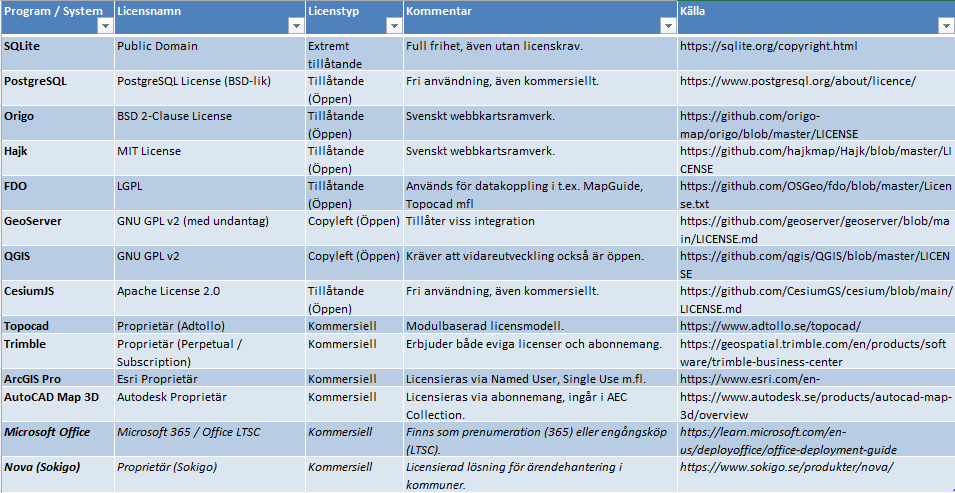 Program / System Licensnamn Licenstyp Kommentar Källa
SQLite Public Domain Extremt tillåtande Full frihet, även utan licenskrav. https://sqlite.org/copyright.html
PostgreSQL PostgreSQL License (BSD-lik) Tillåtande (Öppen) Fri användning, även kommersiellt. https://www.postgresql.org/about/licence/
Origo BSD 2-Clause License Tillåtande (Öppen) Svenskt webbkartsramverk. https://github.com/origo-map/origo/blob/master/LICENSE
Hajk MIT License Tillåtande (Öppen) Svenskt webbkartsramverk. https://github.com/hajkmap/Hajk/blob/master/LICENSE
FDO LGPL Tillåtande (Öppen) Används för datakoppling i t.ex. MapGuide, Topocad mfl https://github.com/OSGeo/fdo/blob/master/License.txt
GeoServer GNU GPL v2 (med undantag) Copyleft (Öppen) Tillåter viss integration https://github.com/geoserver/geoserver/blob/main/LICENSE.md
QGIS GNU GPL v2 Copyleft (Öppen) Kräver att vidareutveckling också är öppen. https://github.com/qgis/QGIS/blob/master/LICENSE
CesiumJS Apache License 2.0 Tillåtande (Öppen) Fri användning, även kommersiellt. https://github.com/CesiumGS/cesium/blob/main/LICENSE.md
Topocad Proprietär (Adtollo) Kommersiell Modulbaserad licensmodell. https://www.adtollo.se/topocad/
Trimble Proprietär (Perpetual / Subscription) Kommersiell Erbjuder både eviga licenser och abonnemang. https://geospatial.trimble.com/en/products/software/trimble-business-center
ArcGIS Pro Esri Proprietär Kommersiell Licensieras via Named User, Single Use m.fl. https://www.esri.com/en-
AutoCAD Map 3D Autodesk Proprietär Kommersiell Licensieras via abonnemang, ingår i AEC Collection. https://www.autodesk.se/products/autocad-map-3d/overview
Microsoft Office Microsoft 365 / Office LTSC Kommersiell Finns som prenumeration (365) eller engångsköp (LTSC). https://learn.microsoft.com/en-us/deployoffice/office-deployment-guide
Nova (Sokigo) Proprietär (Sokigo) Kommersiell Licensierad lösning för ärendehantering i kommuner. https://www.sokigo.se/produkter/nova/